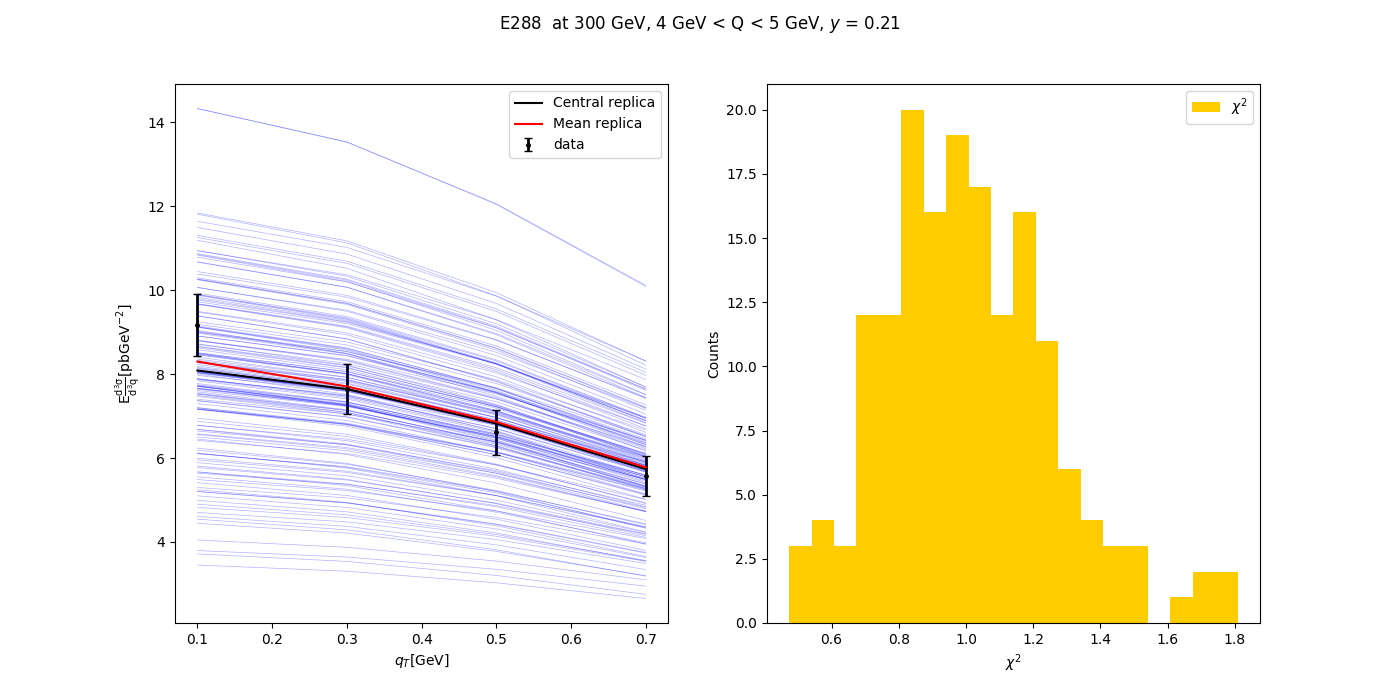 E288 at 300 GeV, 4 GeV < Q < 5 GeV, y = 0.21
Central replica
Mean replica
data
14
12
10
8
6
4
E d³σ/d³q [pbGeV⁻²]
0.1 0.2 0.3 0.4 0.5 0.6 0.7
q_T[GeV]
χ²
20.0
17.5
15.0
12.5
10.0
7.5
5.0
2.5
0.0
Counts
0.6 0.8 1.0 1.2 1.4 1.6 1.8
χ²